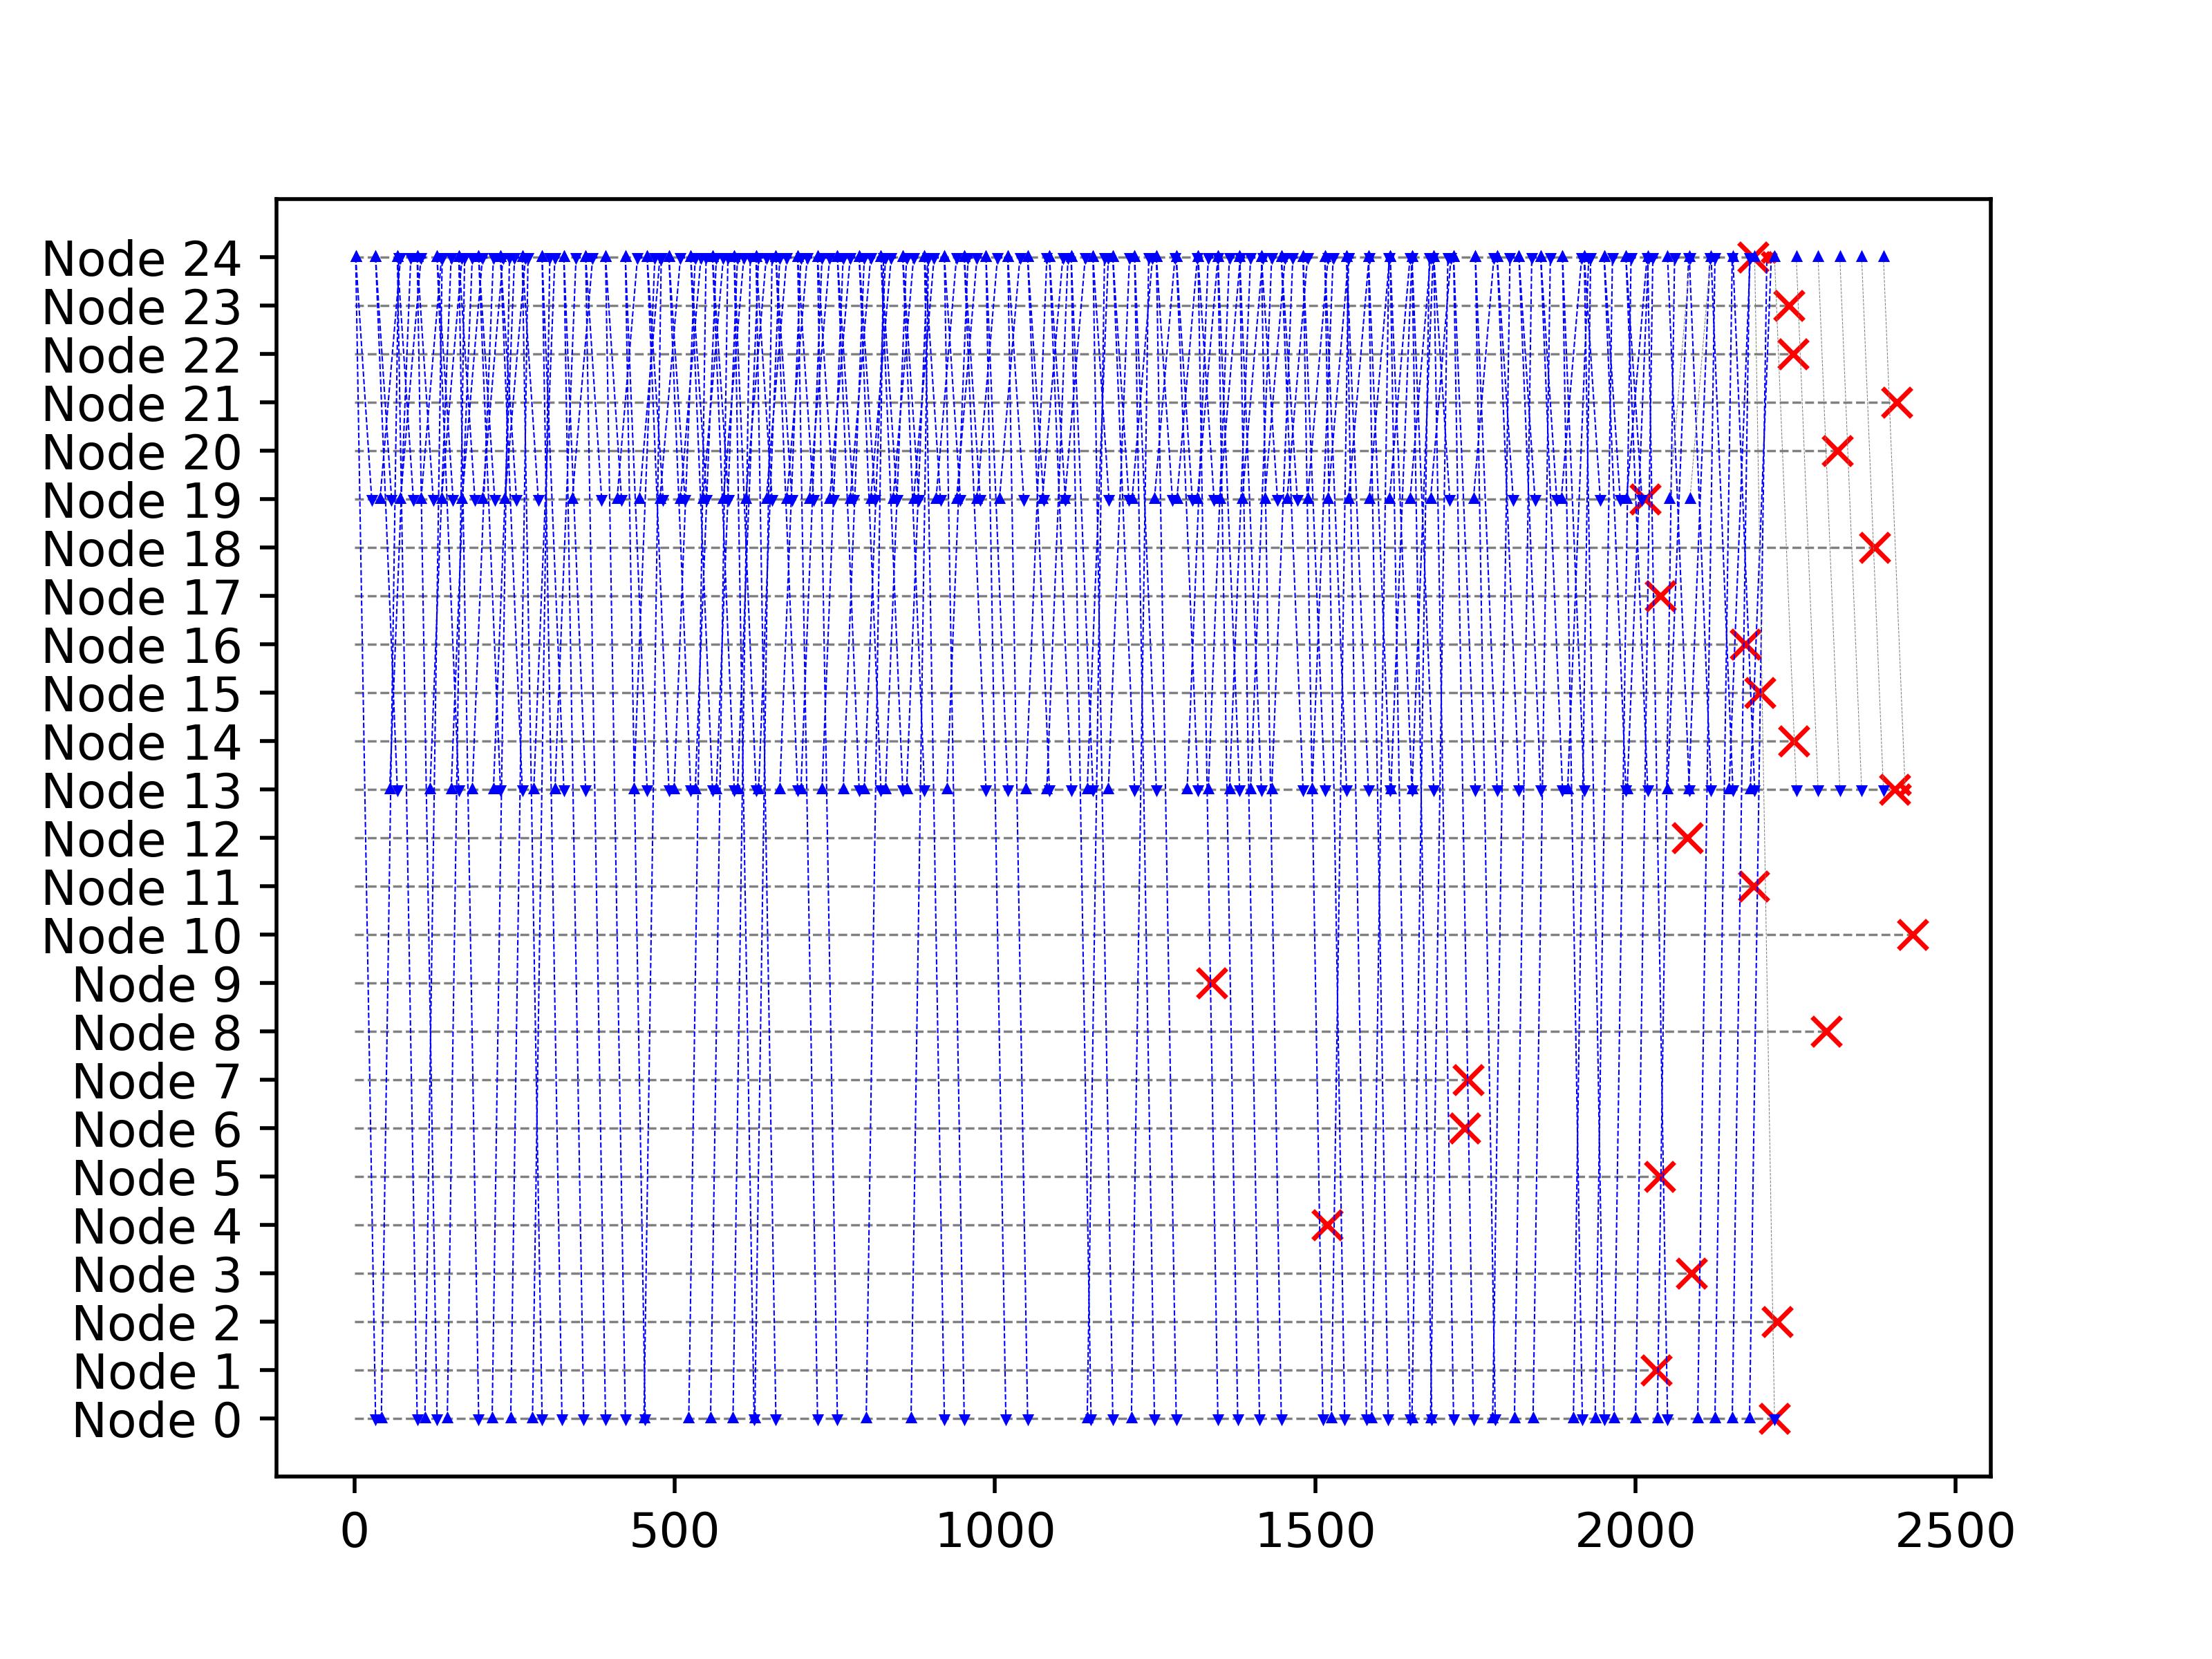 Node 24
Node 23
Node 22
Node 21
Node 20
Node 19
Node 18
Node 17
Node 16
Node 15
Node 14
Node 13
Node 12
Node 11
Node 10
Node 9
Node 8
Node 7
Node 6
Node 5
Node 4
Node 3
Node 2
Node 1
Node 0
0 500 1000 1500 2000 2500